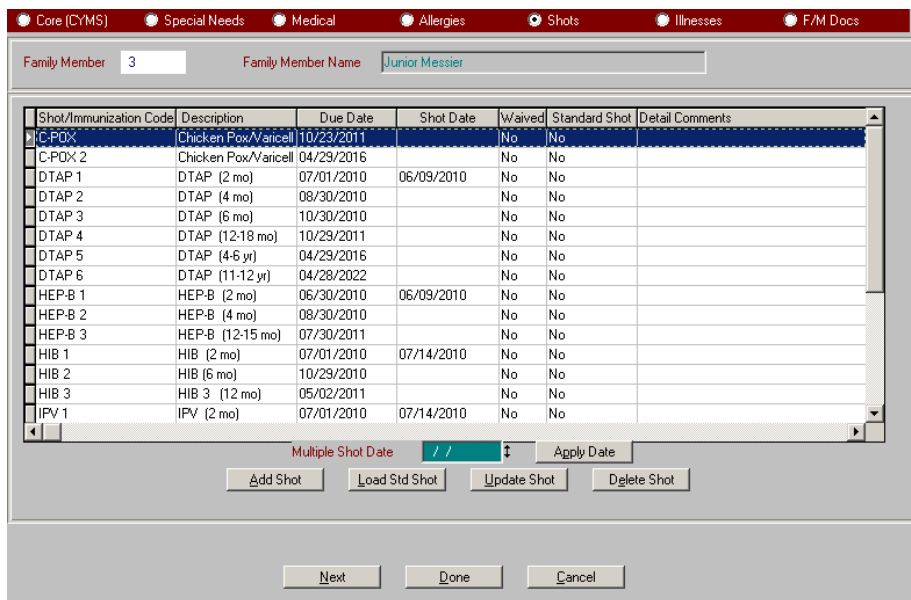 Core (CYMS) Special Needs Medical Allergies Shots Illnesses F/M Docs
Family Member 3 Family Member Name Junior Messier
Shot/Immunization Code Description Due Date Shot Date Waived Standard Shot Detail Comments
C-POX Chicken Pox/Varicell 10/23/2011 No No
C-POX 2 Chicken Pox/Varicell 04/29/2016 No No
DTAP 1 DTAP (2 mo) 07/01/2010 06/09/2010 No No
DTAP 2 DTAP (4 mo) 08/30/2010 No No
DTAP 3 DTAP (6 mo) 10/30/2010 No No
DTAP 4 DTAP (12-18 mo) 10/29/2011 No No
DTAP 5 DTAP (4-6 yr) 04/29/2016 No No
DTAP 6 DTAP (11-12 yr) 04/28/2022 No No
HEP-B 1 HEP-B (2 mo) 06/30/2010 06/09/2010 No No
HEP-B 2 HEP-B (4 mo) 08/30/2010 No No
HEP-B 3 HEP-B (12-15 mo) 07/30/2011 No No
HIB 1 HIB (2 mo) 07/01/2010 07/14/2010 No No
HIB 2 HIB (6 mo) 10/29/2010 No No
HIB 3 HIB 3 (12 mo) 05/02/2011 No No
IPV 1 IPV (2 mo) 07/01/2010 07/14/2010 No No
Multiple Shot Date / / Apply Date
Add Shot Load Std Shot Update Shot Delete Shot
Next Done Cancel